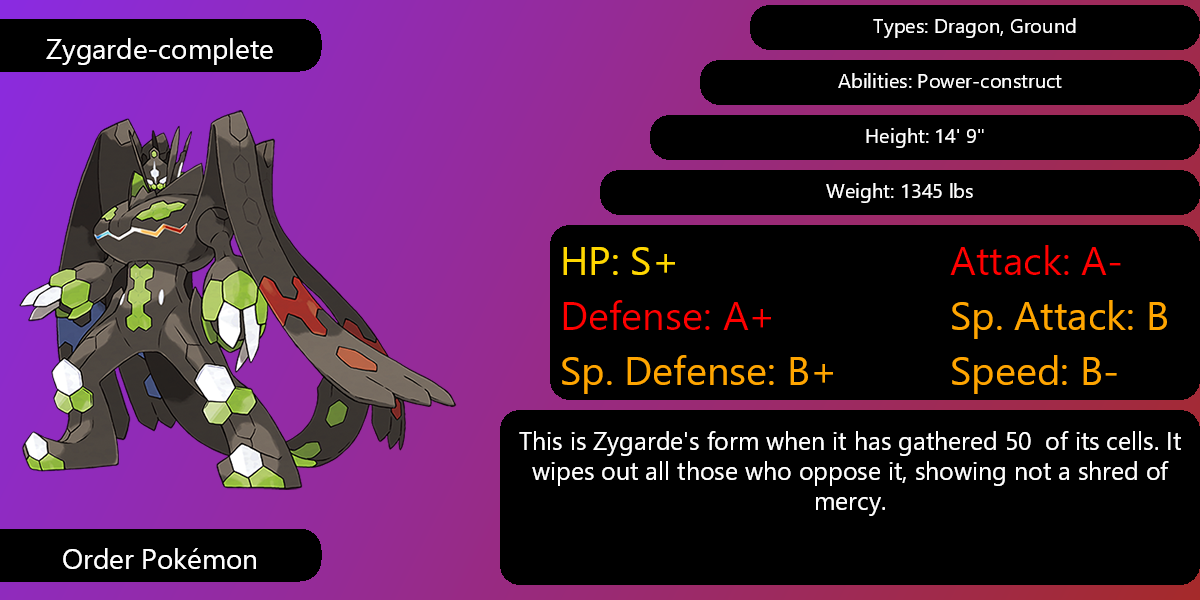 Zygarde-complete
Types: Dragon, Ground
Abilities: Power-construct
Height: 14' 9"
Weight: 1345 lbs
HP: S+ Attack: A-
Defense: A+ Sp. Attack: B
Sp. Defense: B+ Speed: B-
This is Zygarde's form when it has gathered 50 of its cells. It
wipes out all those who oppose it, showing not a shred of
mercy.
Order Pokémon